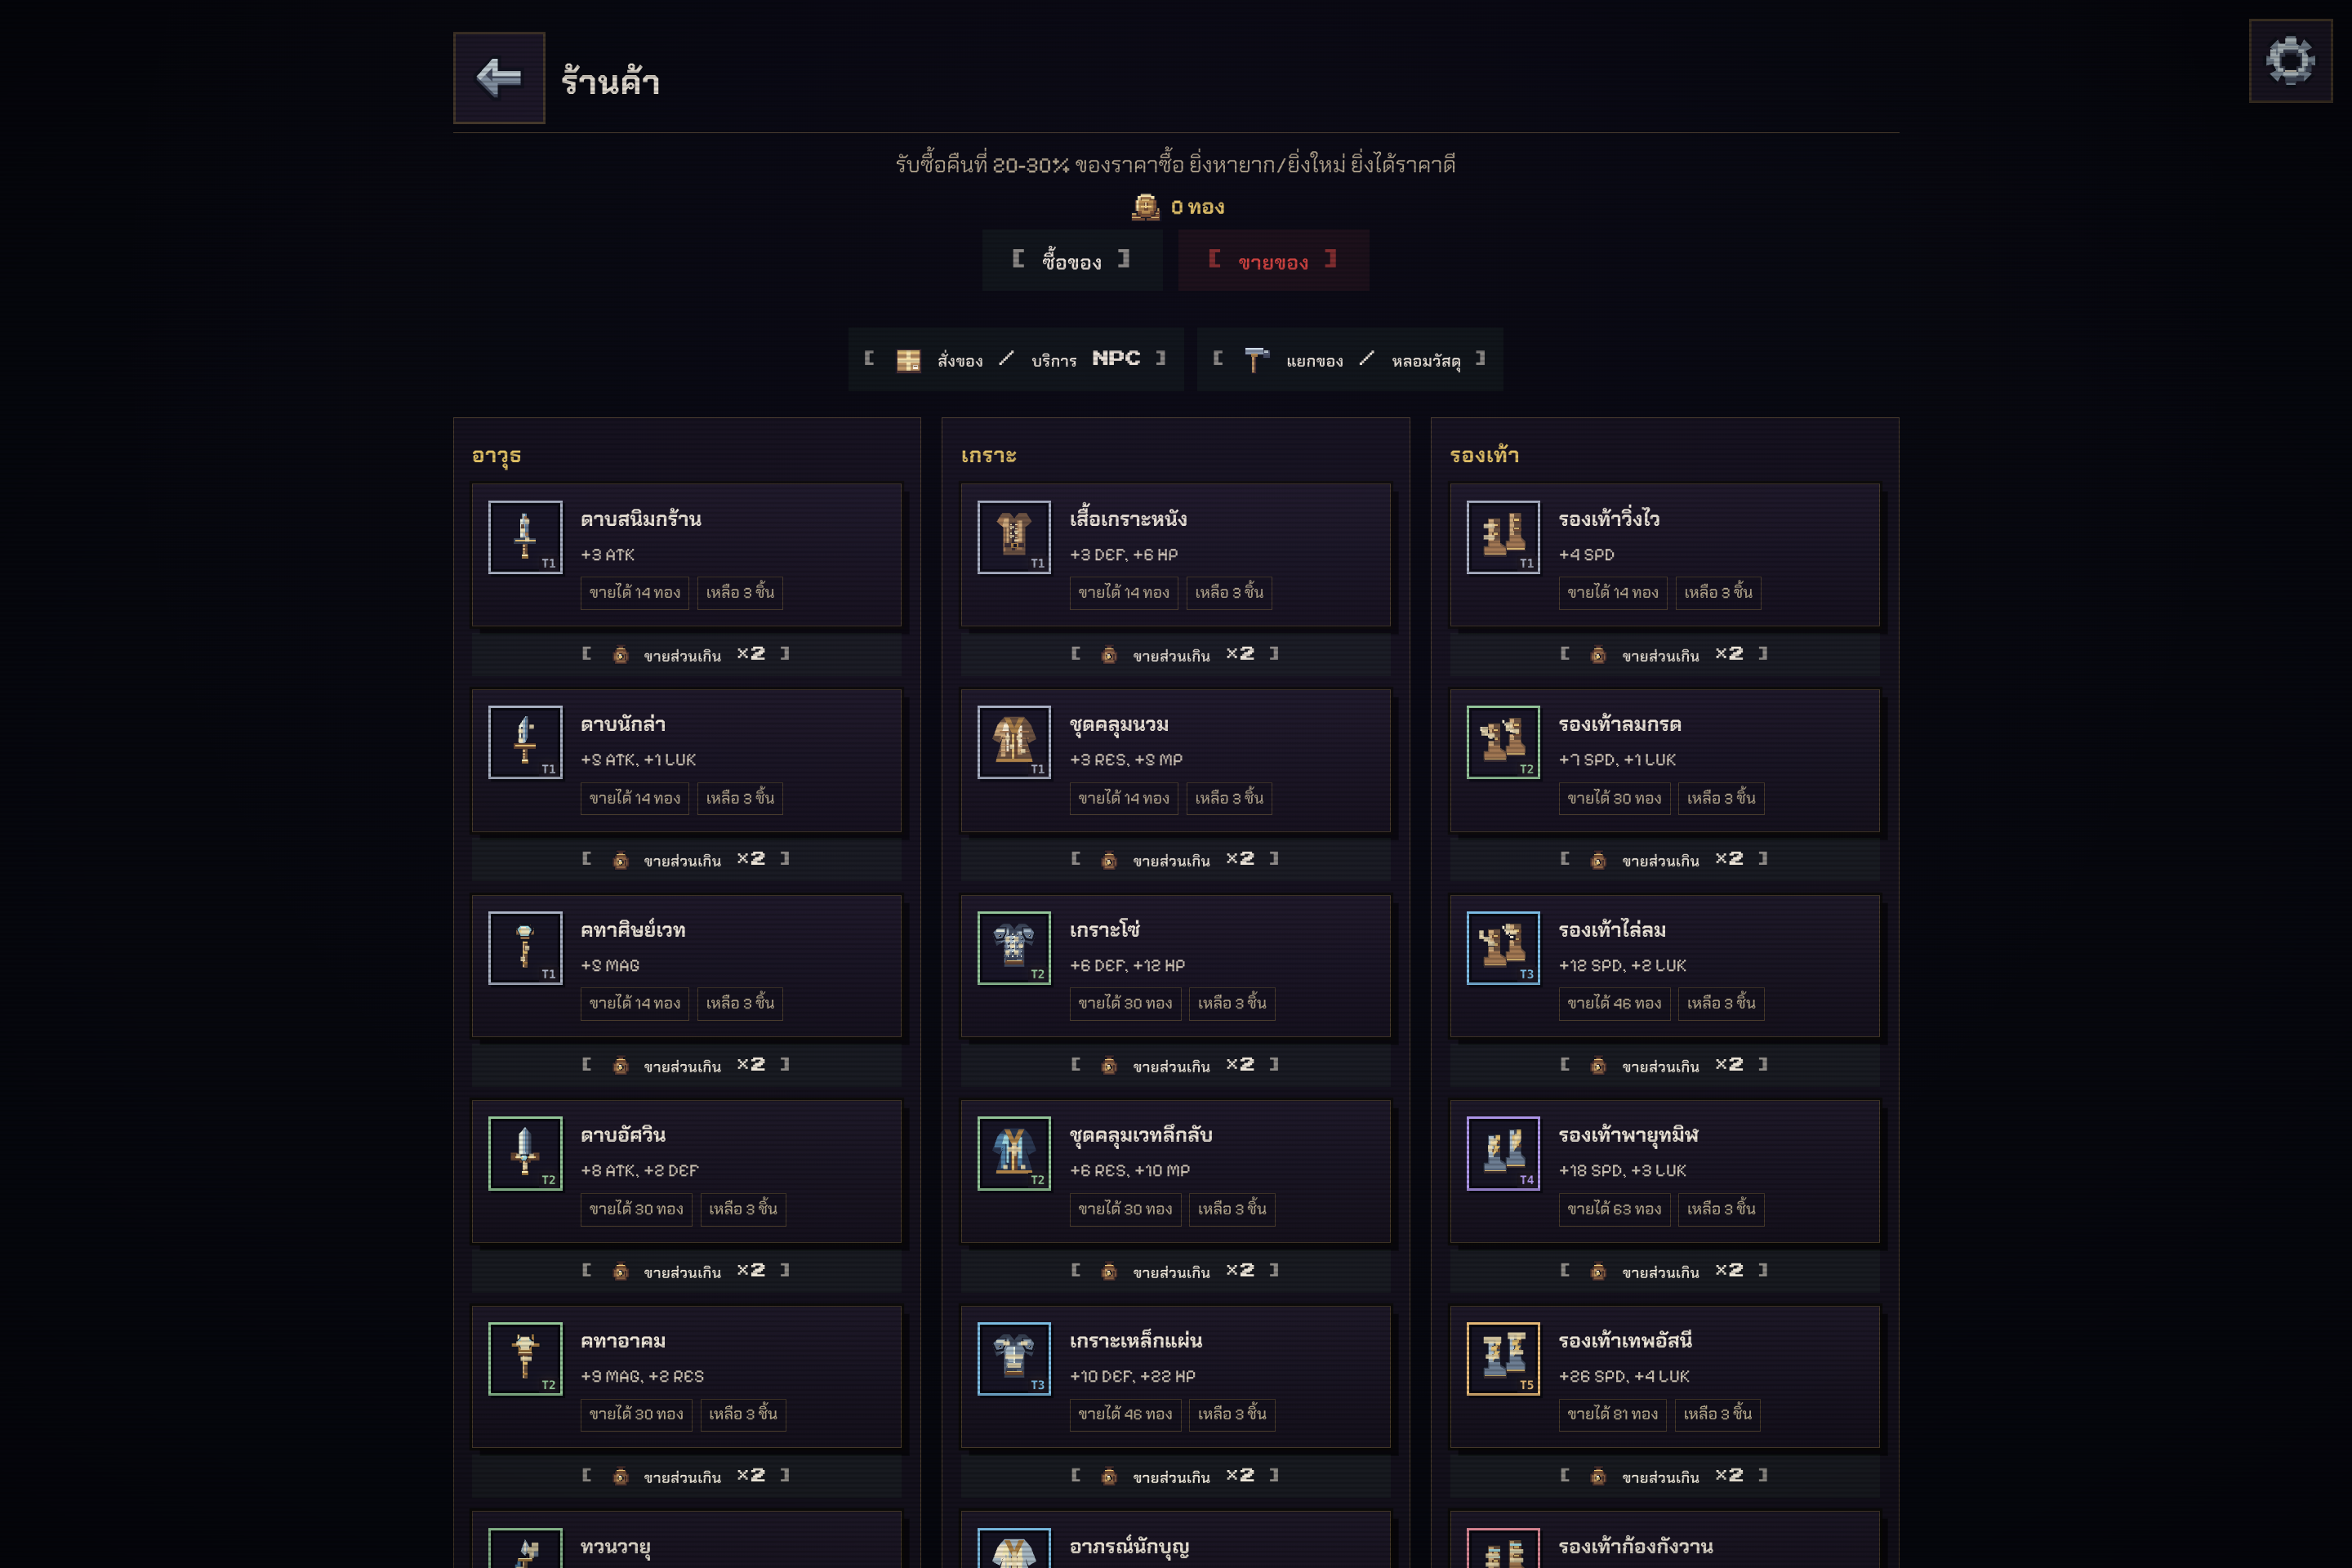 ร้านค้า
รับซื้อคืนที่ 20-30% ของราคาซื้อ ยิ่งหายาก/ยิ่งใหม่ ยิ่งได้ราคาดี
0 ทอง
[ ซื้อของ ] [ ขายของ ]
[ สั่งของ / บริการ NPC ] [ แยกของ / หลอมวัสดุ ]
อาวุธ
T1
ดาบสนิมกร้าน
+3 ATK
ขายได้ 14 ทอง เหลือ 3 ชิ้น
[ ขายส่วนเกิน ×2 ]
T1
ดาบนักล่า
+5 ATK, +1 LUK
ขายได้ 14 ทอง เหลือ 3 ชิ้น
[ ขายส่วนเกิน ×2 ]
T1
คทาศิษย์เวท
+5 MAG
ขายได้ 14 ทอง เหลือ 3 ชิ้น
[ ขายส่วนเกิน ×2 ]
T2
ดาบอัศวิน
+8 ATK, +2 DEF
ขายได้ 30 ทอง เหลือ 3 ชิ้น
[ ขายส่วนเกิน ×2 ]
T2
คทาอาคม
+9 MAG, +2 RES
ขายได้ 30 ทอง เหลือ 3 ชิ้น
[ ขายส่วนเกิน ×2 ]
ทวนวายุ
เกราะ
T1
เสื้อเกราะหนัง
+3 DEF, +6 HP
ขายได้ 14 ทอง เหลือ 3 ชิ้น
[ ขายส่วนเกิน ×2 ]
T1
ชุดคลุมนวม
+3 RES, +5 MP
ขายได้ 14 ทอง เหลือ 3 ชิ้น
[ ขายส่วนเกิน ×2 ]
T2
เกราะโซ่
+6 DEF, +12 HP
ขายได้ 30 ทอง เหลือ 3 ชิ้น
[ ขายส่วนเกิน ×2 ]
T2
ชุดคลุมเวทลึกลับ
+6 RES, +10 MP
ขายได้ 30 ทอง เหลือ 3 ชิ้น
[ ขายส่วนเกิน ×2 ]
T3
เกราะเหล็กแผ่น
+10 DEF, +22 HP
ขายได้ 46 ทอง เหลือ 3 ชิ้น
[ ขายส่วนเกิน ×2 ]
อาภรณ์นักบุญ
รองเท้า
T1
รองเท้าวิ่งไว
+4 SPD
ขายได้ 14 ทอง เหลือ 3 ชิ้น
[ ขายส่วนเกิน ×2 ]
T2
รองเท้าลมกรด
+7 SPD, +1 LUK
ขายได้ 30 ทอง เหลือ 3 ชิ้น
[ ขายส่วนเกิน ×2 ]
T3
รองเท้าไล่ลม
+12 SPD, +2 LUK
ขายได้ 46 ทอง เหลือ 3 ชิ้น
[ ขายส่วนเกิน ×2 ]
T4
รองเท้าพายุทมิฬ
+18 SPD, +3 LUK
ขายได้ 63 ทอง เหลือ 3 ชิ้น
[ ขายส่วนเกิน ×2 ]
T5
รองเท้าเทพอัสนี
+26 SPD, +4 LUK
ขายได้ 81 ทอง เหลือ 3 ชิ้น
[ ขายส่วนเกิน ×2 ]
รองเท้าก้องกังวาน